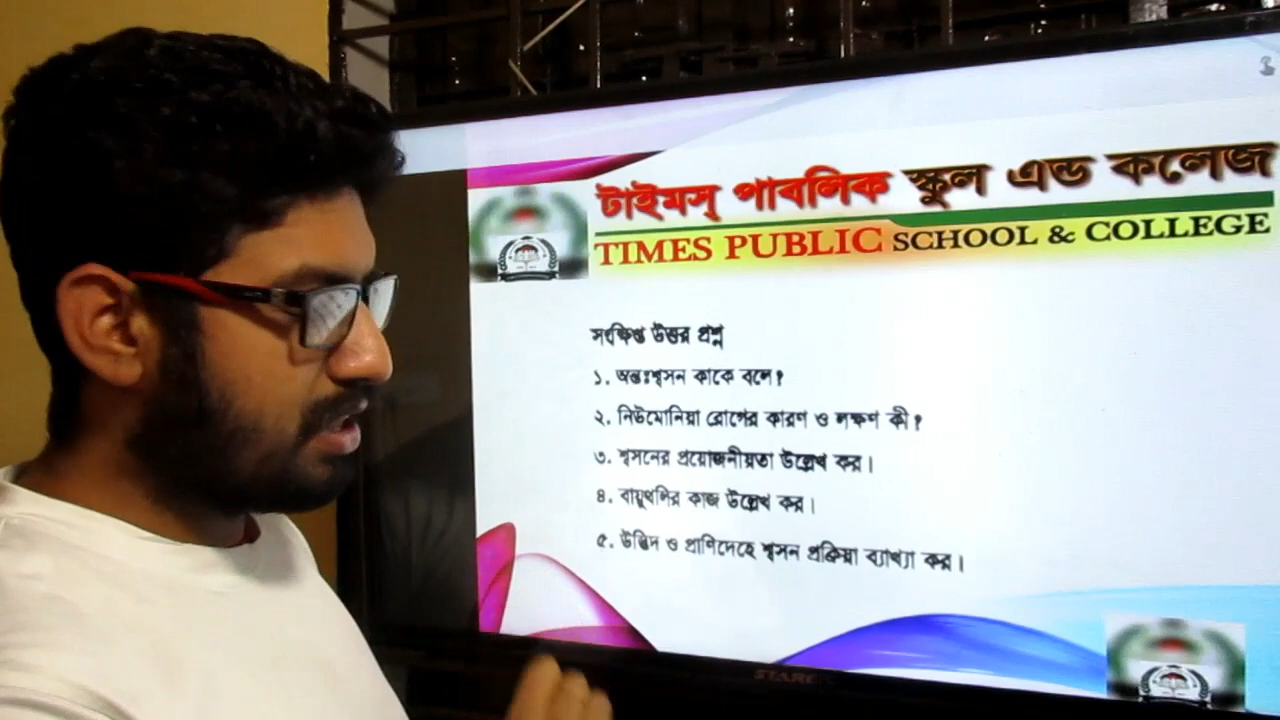 টাইমস্ পাবলিক স্কুল এন্ড কলেজ
TIMES PUBLIC SCHOOL & COLLEGE
সংক্ষিপ্ত উত্তর প্রশ্ন
১. অন্তঃশ্বসন কাকে বলে?
২. নিউমোনিয়া রোগের কারণ ও লক্ষণ কী?
৩. শ্বসনের প্রয়োজনীয়তা উল্লেখ কর।
৪. বায়ুথলির কাজ উল্লেখ কর।
৫. উদ্ভিদ ও প্রাণিদেহে শ্বসন প্রক্রিয়া ব্যাখ্যা কর।